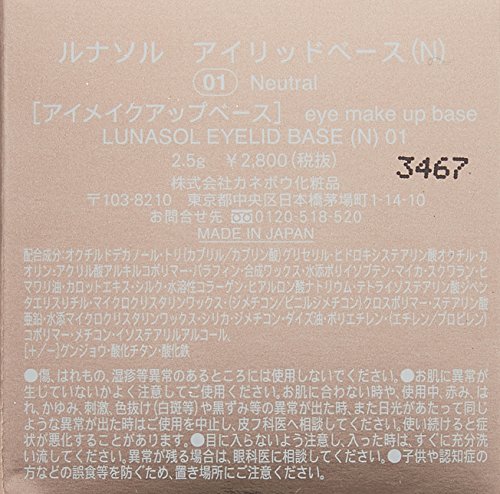 ルナソル アイリッドベース(N)
01 Neutral
[アイメイクアップベース] eye make up base
LUNASOL EYELID BASE (N) 01
2.5g ￥2,800(税抜)
3467
株式会社カネボウ化粧品
〒103-8210 東京都中央区日本橋茅場町1-14-10
お問合せ先 0120-518-520
MADE IN JAPAN
配合成分:オクチルドデカノール・トリ(カプリル/カプリン酸)グリセリル・ヒドロキシステアリン酸オクチル・カ
オリン・アクリル酸アルキルコポリマー・パラフィン・合成ワックス・水添ポリイソブテン・マイカ・スクワラン・ヒ
マワリ油・カロットエキス・シルク・水溶性コラーゲン・ヒアルロン酸ナトリウム・テトライソステアリン酸ジペン
タエリスリチル・マイクロクリスタリンワックス・(ジメチコン/ビニルジメチコン)クロスポリマー・ステアリン酸
亜鉛・水添マイクロクリスタリンワックス・シリカ・ジメチコン・ダイズ油・ポリエチレン・(エチレン/プロピレン)
コポリマー・メチコン・イソステアリルアルコール、
[+/-]グンジョウ・酸化チタン・酸化鉄
●傷、はれもの、湿疹等異常のあるところには使用しないでください。●お肌に異常が
生じていないかよく注意してご使用ください。お肌に合わない時や、使用中、赤み、は
れ、かゆみ、刺激、色抜け(白斑等)や黒ずみ等の異常が出た時、また日光があたって同じ
ような異常が出た時はご使用を中止し、皮フ科医へ相談してください。使い続けると症
状が悪化することがあります。●目に入らないよう注意し、入った時は、すぐに充分洗
い流してください。異常が残る場合は、眼科医に相談してください。●子供や認知症の
方などの誤食等を防ぐため、置き場所にご注意ください。